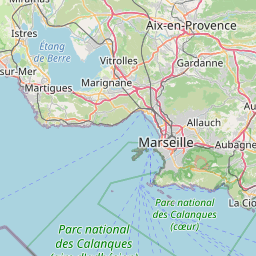 Miramas
Aix-en-Provence
Istres
Étang
de Berre
Vitrolles
Gardanne
-sur-Mer
Marignane
Martigues
Allauch
Marseille
Aubagne
La Cio
Parc national
des Calanques
(cœur)
Parc national
des Calanques